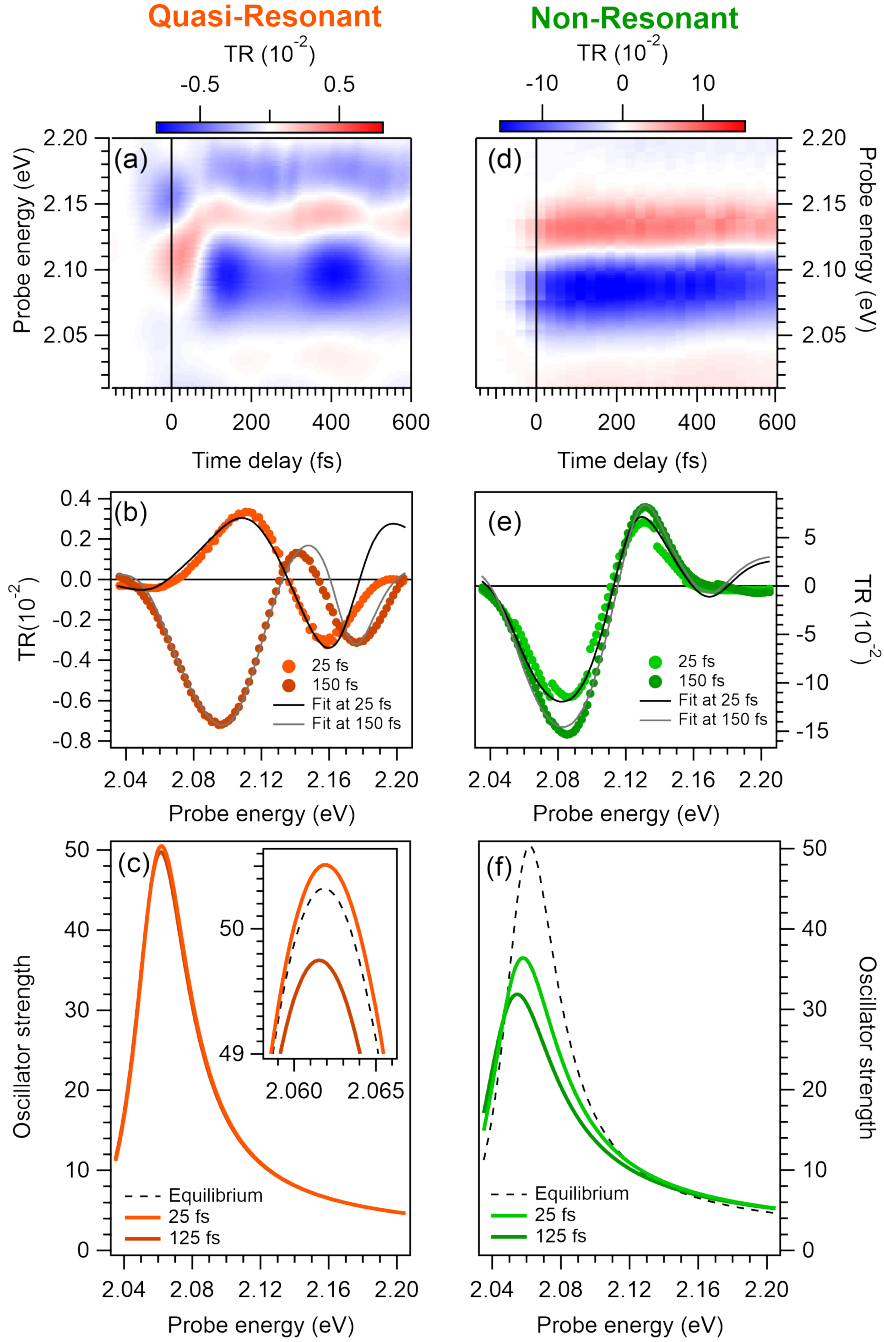 Quasi-Resonant
Non-Resonant
TR (10-2)
-0.5 0.5
TR (10-2)
-10 0 10
(a)
Probe energy (eV)
2.20
2.15
2.10
2.05
0 200 400 600
Time delay (fs)
(d)
2.20
2.15
2.10
2.05
Probe energy (eV)
0 200 400 600
Time delay (fs)
(b)
TR(10-2)
0.4
0.2
0.0
-0.2
-0.4
-0.6
-0.8
25 fs
150 fs
Fit at 25 fs
Fit at 150 fs
2.04 2.08 2.12 2.16 2.20
Probe energy (eV)
(e)
5
0
-5
-10
-15
TR (10-2)
25 fs
150 fs
Fit at 25 fs
Fit at 150 fs
2.04 2.08 2.12 2.16 2.20
Probe energy (eV)
(c)
Oscillator strength
50
40
30
20
10
0
50
49
2.060 2.065
Equilibrium
25 fs
125 fs
2.04 2.08 2.12 2.16 2.20
Probe energy (eV)
(f)
50
40
30
20
10
0
Oscillator strength
Equilibrium
25 fs
125 fs
2.04 2.08 2.12 2.16 2.20
Probe energy (eV)